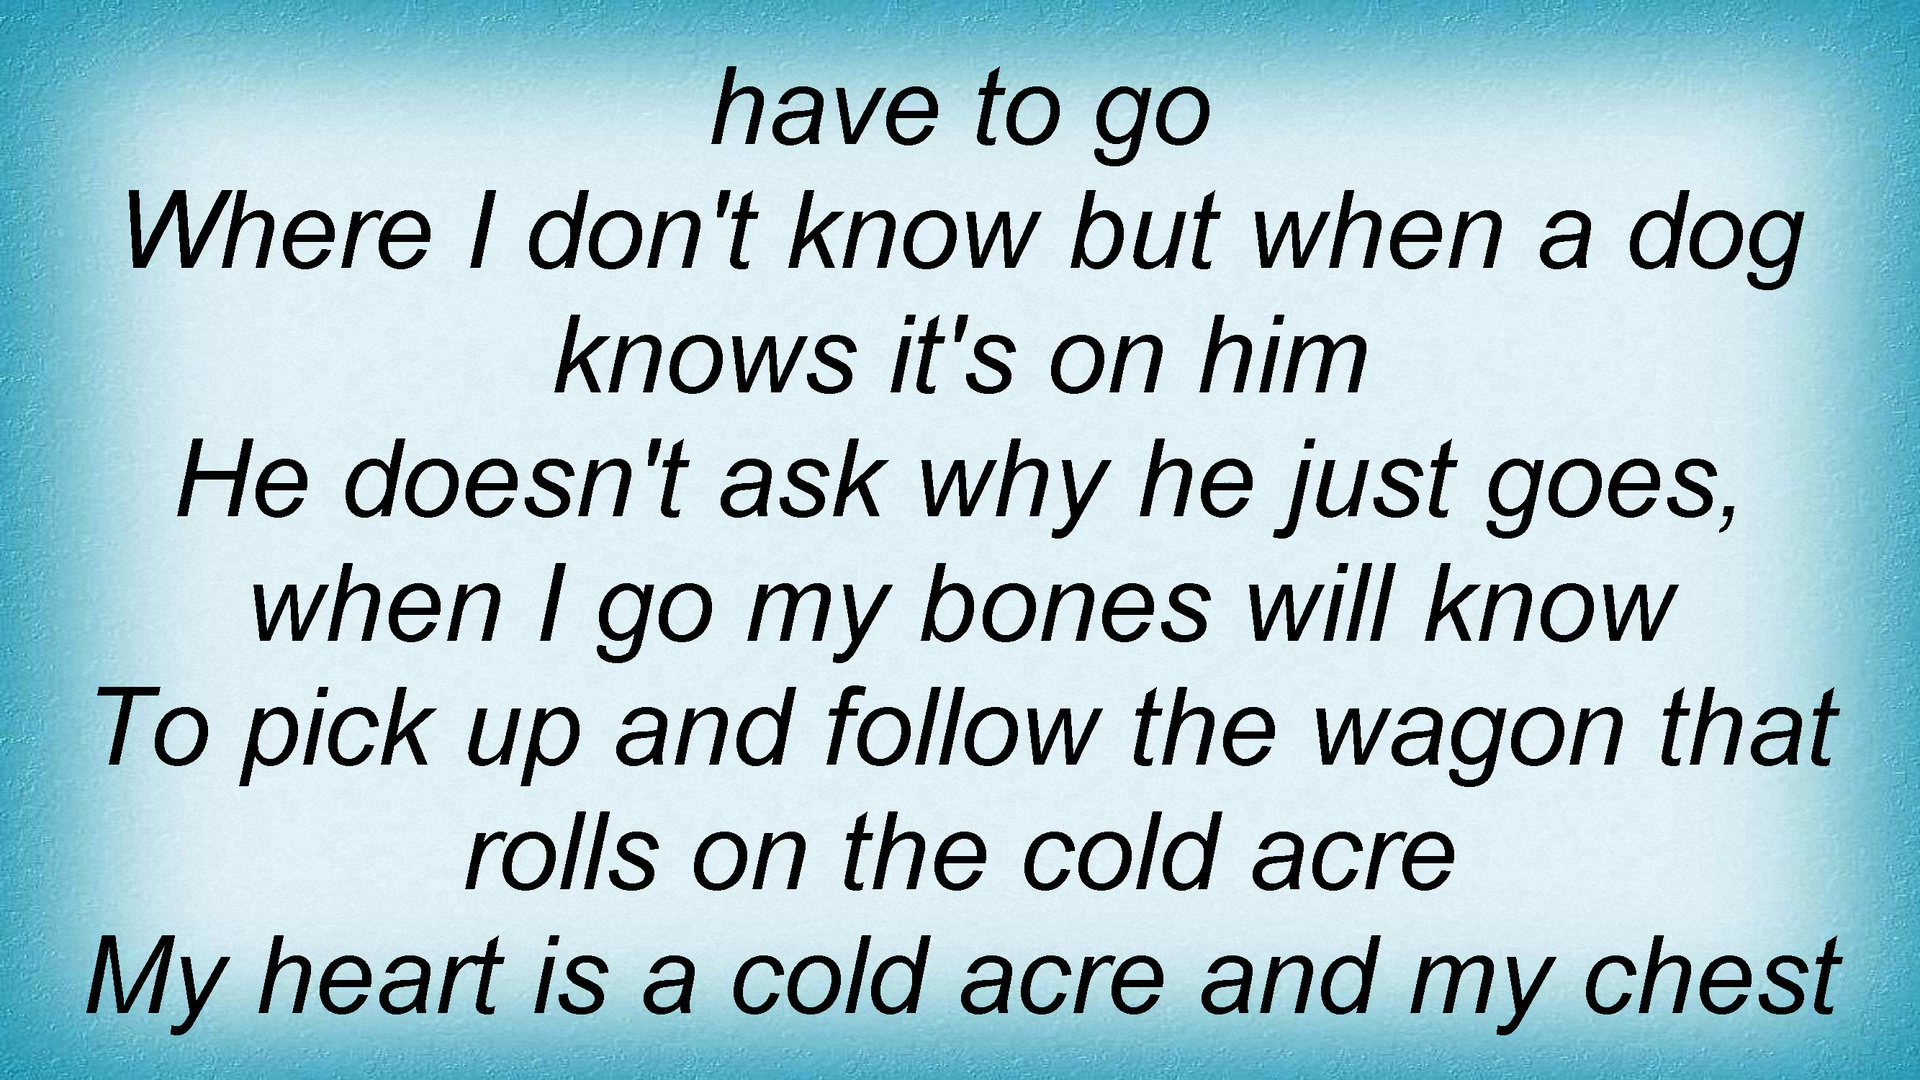 have to go
Where I don't know but when a dog
knows it's on him
He doesn't ask why he just goes,
when I go my bones will know
To pick up and follow the wagon that
rolls on the cold acre
My heart is a cold acre and my chest